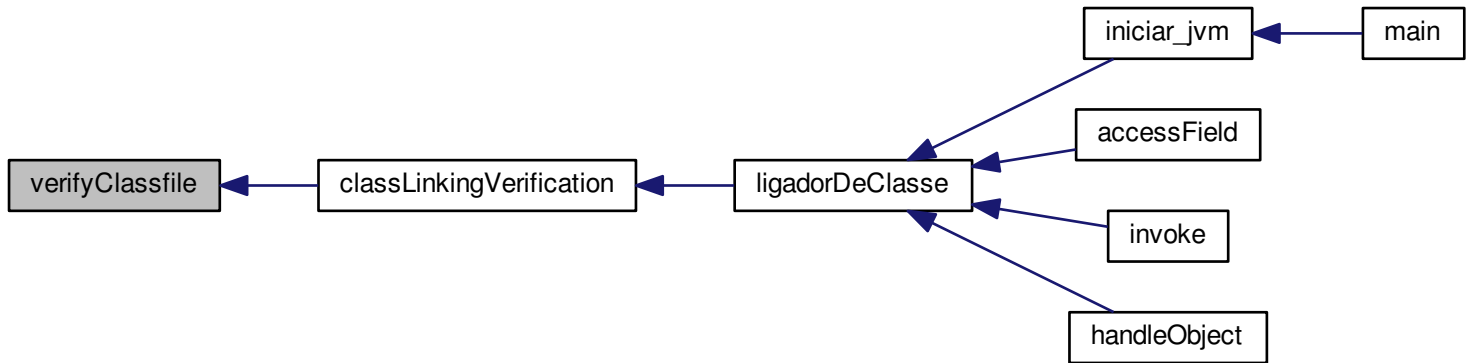 iniciar_jvm
main
accessField
verifyClassfile
classLinkingVerification
ligadorDeClasse
invoke
handleObject